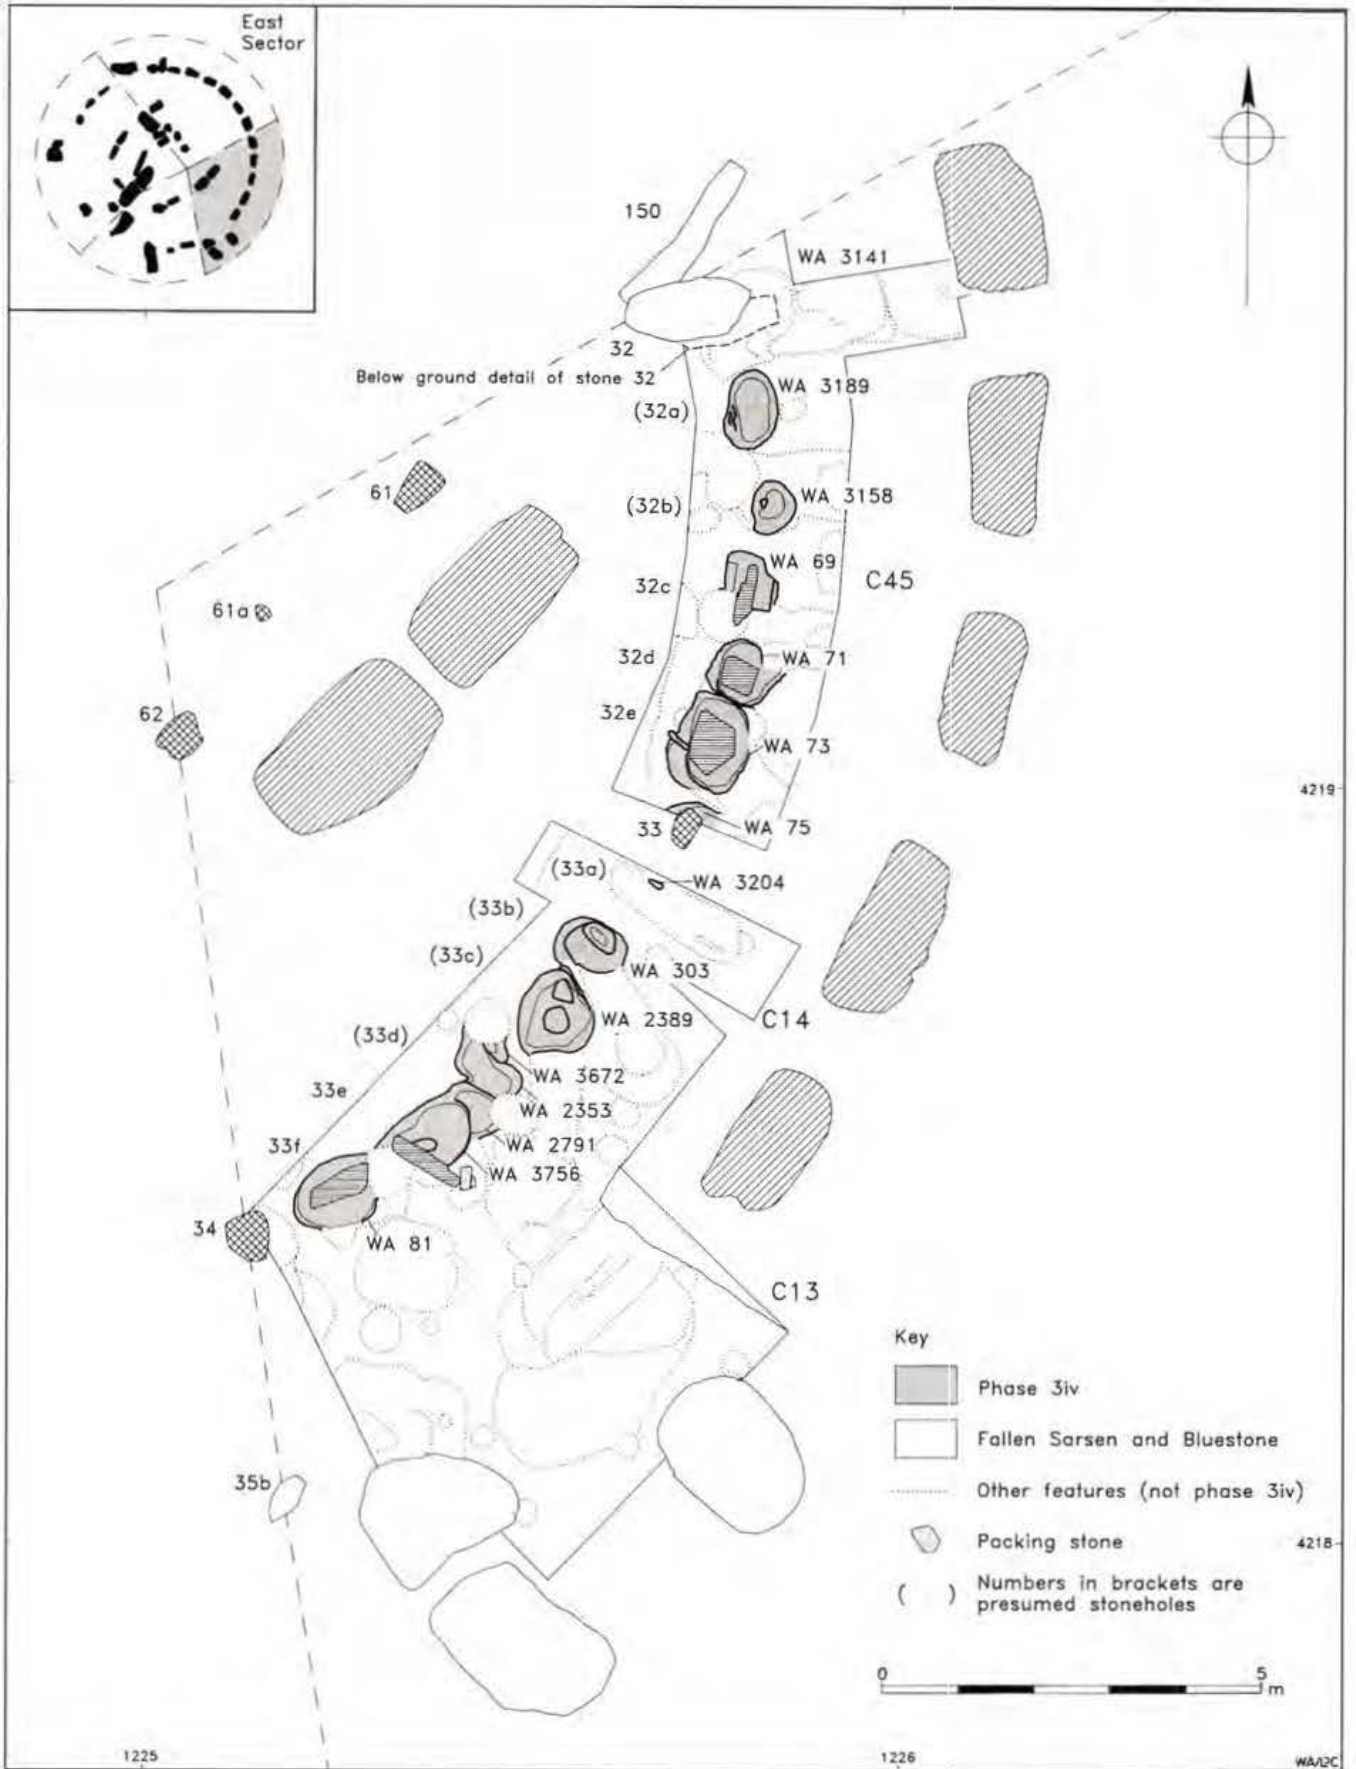 East
Sector
150
WA 3141
32
Below ground detail of stone 32
WA 3189
(32a)
61
WA 3158
(32b)
WA 69
C45
32c
61a
32d
WA 71
62
32e
WA 73
4219
33
WA 75
(33a)
WA 3204
(33b)
(33c)
WA 303
C14
WA 2389
(33d)
WA 3672
33e
WA 2353
33f
WA 2791
WA 3756
34
WA 81
C13
Key
Phase 3iv
Fallen Sarsen and Bluestone
35b
Other features (not phase 3iv)
Packing stone
4218
( ) Numbers in brackets are
presumed stoneholes
0 5
m
1225
1226
WA/12C